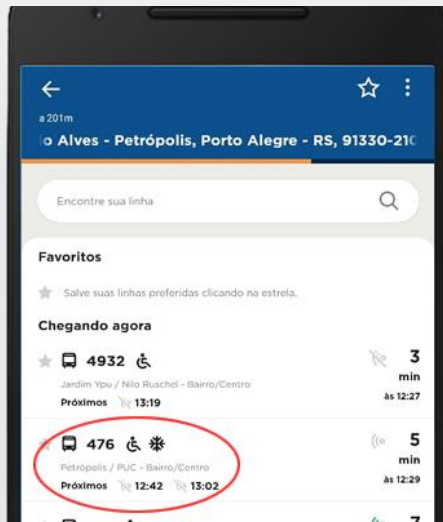 a 201m
o Alves - Petrópolis, Porto Alegre - RS, 91330-210
Encontre sua linha
Favoritos
Salve suas linhas preferidas clicando na estrela.
Chegando agora
4932
3
min
Jardim Ypu / Nilo Ruschel - Bairro/Centro
às 12:27
Próximos 13:19
476
5
min
Petrópolis / PUC - Bairro/Centro
às 12:29
Próximos 12:42 13:02
7